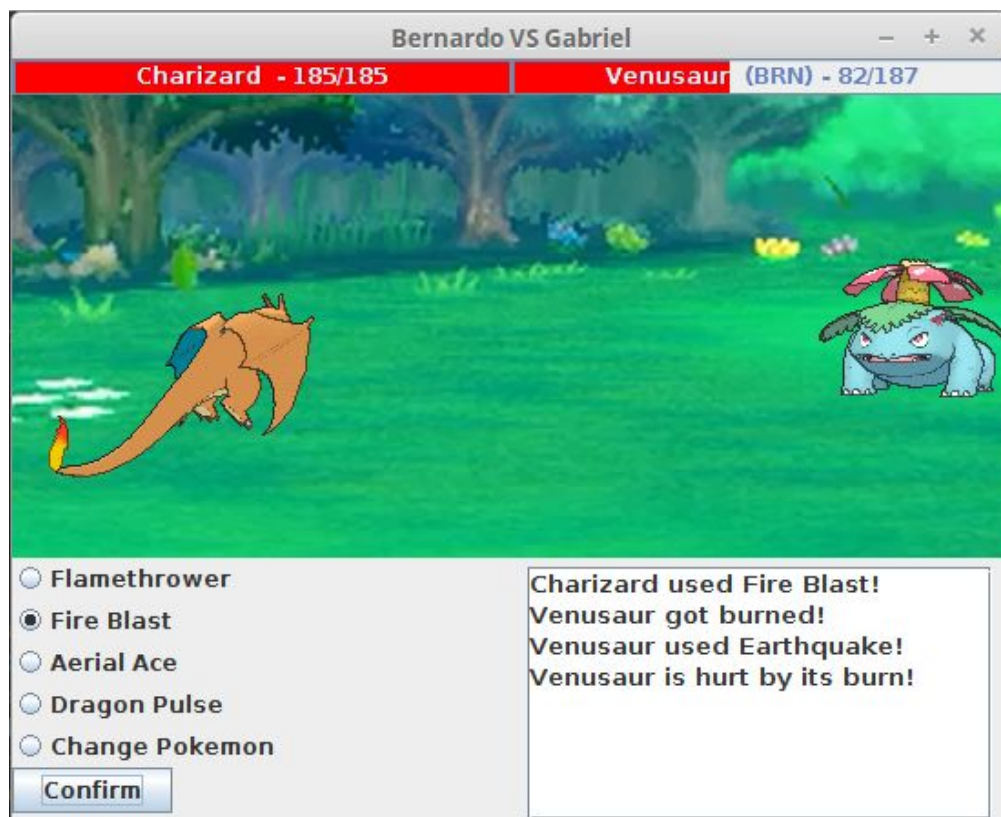 Bernardo VS Gabriel
Charizard - 185/185
Venusaur (BRN) - 82/187
Flamethrower
Fire Blast
Aerial Ace
Dragon Pulse
Change Pokemon
Confirm
Charizard used Fire Blast!
Venusaur got burned!
Venusaur used Earthquake!
Venusaur is hurt by its burn!